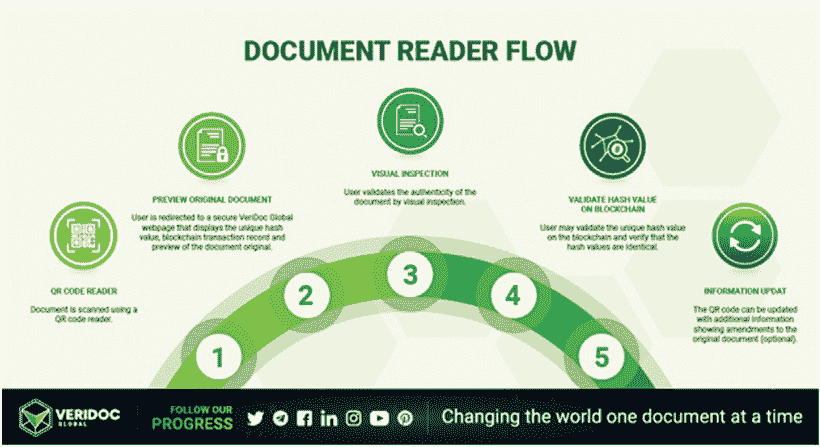 DOCUMENT READER FLOW
VISUAL INSPECTION
User validates the authenticity of the
document by visual inspection.
PREVIEW ORIGINAL DOCUMENT
User is redirected to a secure VeriDoc Global
webpage that displays the unique hash
value, blockchain transaction record and
preview of the document original.
VALIDATE HASH VALUE
ON BLOCKCHAIN
User may validate the unique hash value
on the blockchain and verify that the
hash values are identical.
QR CODE READER
Document is scanned using a
QR code reader.
INFORMATION UPDAT
The QR code can be updated
with additional information
showing amendments to the
original document (optional).
1
2
3
4
5
VERIDOC
GLOBAL
FOLLOW OUR
PROGRESS
Changing the world one document at a time